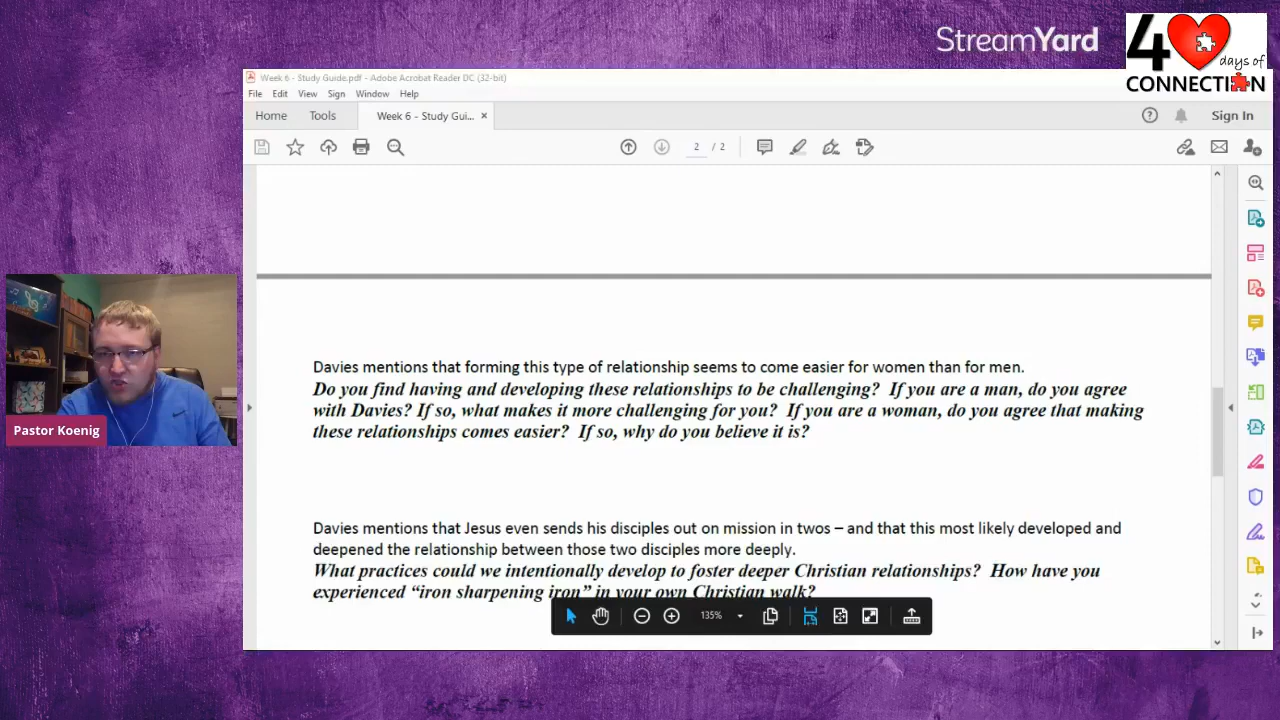 StreamYard
4
days of
CONNECTION
Week 6 - Study Guide.pdf - Adobe Acrobat Reader DC (32-bit)
File Edit View Sign Window Help
Home Tools Week 6 - Study Gui... × Sign In
2 / 2
Davies mentions that forming this type of relationship seems to come easier for women than for men.
Do you find having and developing these relationships to be challenging? If you are a man, do you agree
with Davies? If so, what makes it more challenging for you? If you are a woman, do you agree that making
these relationships comes easier? If so, why do you believe it is?
Pastor Koenig
Davies mentions that Jesus even sends his disciples out on mission in twos – and that this most likely developed and
deepened the relationship between those two disciples more deeply.
What practices could we intentionally develop to foster deeper Christian relationships? How have you
experienced “iron sharpening iron” in your own Christian walk?
135%